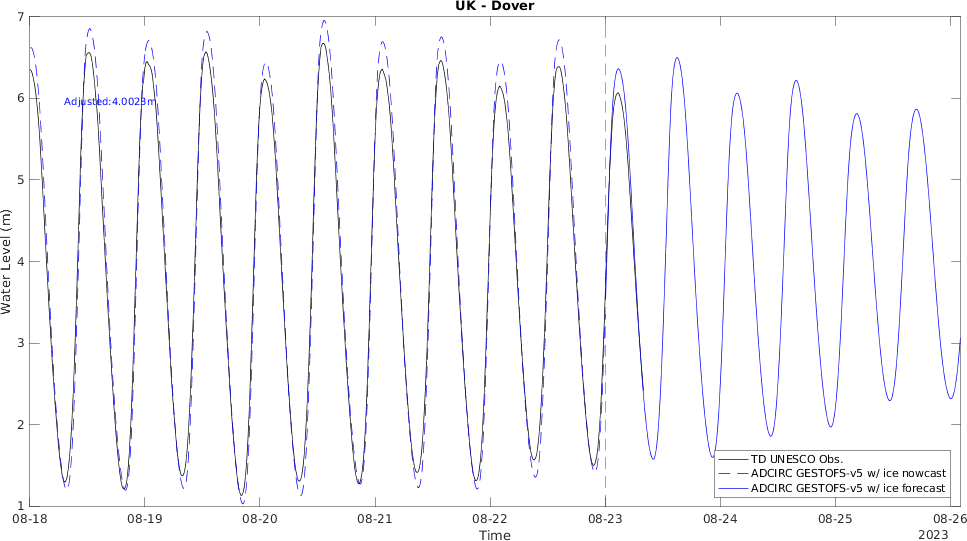 UK - Dover
7
6
5
4
3
2
1
Water Level (m)
Adjusted:4.0023m
TD UNESCO Obs.
ADCIRC GESTOFS-v5 w/ ice nowcast
ADCIRC GESTOFS-v5 w/ ice forecast
08-18 08-19 08-20 08-21 08-22 08-23 08-24 08-25 08-26
Time
2023